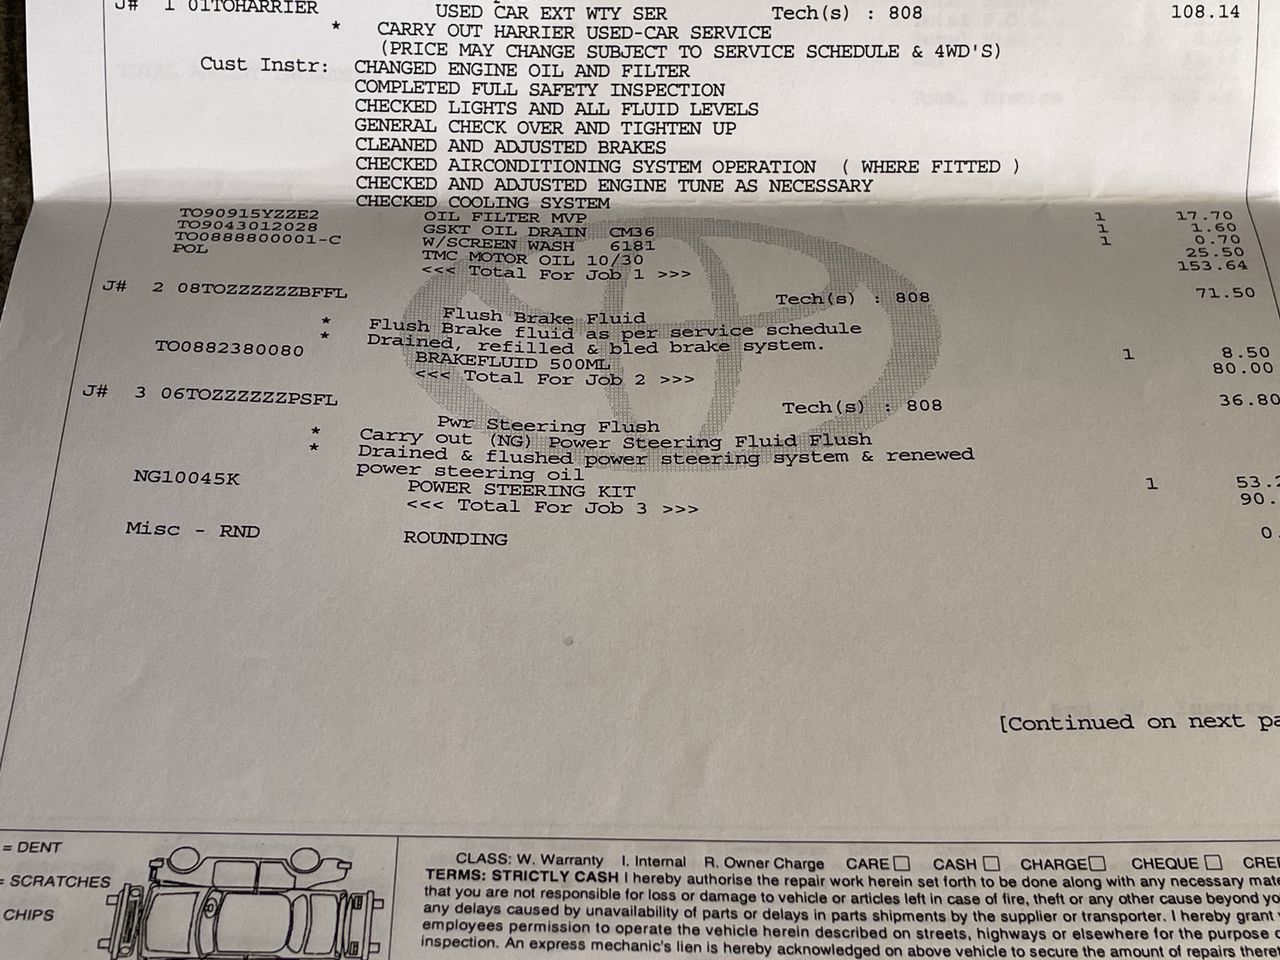 J# 1 01TOHARRIER USED CAR EXT WTY SER Tech(s) : 808 108.14
* CARRY OUT HARRIER USED-CAR SERVICE
(PRICE MAY CHANGE SUBJECT TO SERVICE SCHEDULE & 4WD'S)
Cust Instr: CHANGED ENGINE OIL AND FILTER
COMPLETED FULL SAFETY INSPECTION
CHECKED LIGHTS AND ALL FLUID LEVELS
GENERAL CHECK OVER AND TIGHTEN UP
CLEANED AND ADJUSTED BRAKES
CHECKED AIRCONDITIONING SYSTEM OPERATION ( WHERE FITTED )
CHECKED AND ADJUSTED ENGINE TUNE AS NECESSARY
CHECKED COOLING SYSTEM
TO90915YZZE2 OIL FILTER MVP 1 17.70
TO9043012028 GSKT OIL DRAIN CM36 1 1.60
TO0888800001-C W/SCREEN WASH 6181 1 0.70
POL TMC MOTOR OIL 10/30 25.50
<<< Total For Job 1 >>> 153.64
J# 2 08TOZZZZZZBFFL Tech(s) : 808 71.50
Flush Brake Fluid
* Flush Brake fluid as per service schedule
* Drained, refilled & bled brake system.
TO0882380080 BRAKEFLUID 500ML 1 8.50
<<< Total For Job 2 >>> 80.00
J# 3 06TOZZZZZZPSFL Tech(s) : 808 36.80
Pwr Steering Flush
* Carry out (NG) Power Steering Fluid Flush
* Drained & flushed power steering system & renewed
power steering oil
NG10045K POWER STEERING KIT 1 53.2
<<< Total For Job 3 >>> 90.
Misc - RND ROUNDING 0.
[Continued on next pa
= DENT
= SCRATCHES
CHIPS
CLASS: W. Warranty I. Internal R. Owner Charge CARE CASH CHARGE CHEQUE CRE
TERMS: STRICTLY CASH I hereby authorise the repair work herein set forth to be done along with any necessary mate
that you are not responsible for loss or damage to vehicle or articles left in case of fire, theft or any other cause beyond yo
any delays caused by unavailability of parts or delays in parts shipments by the supplier or transporter. I hereby grant
employees permission to operate the vehicle herein described on streets, highways or elsewhere for the purpose o
inspection. An express mechanic's lien is hereby acknowledged on above vehicle to secure the amount of repairs theret